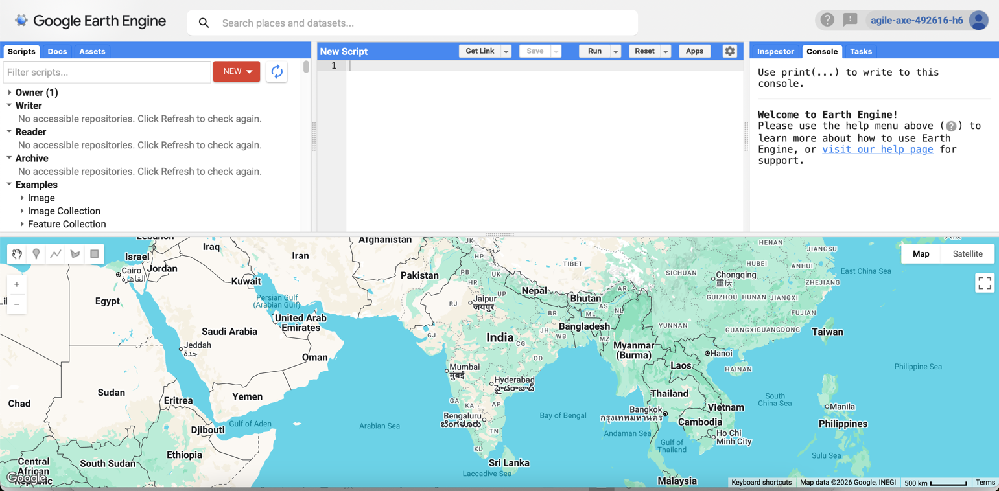 Google Earth Engine
Search places and datasets...
agile-axe-492616-h6
Scripts Docs Assets
Filter scripts...
NEW
Owner (1)
Writer
No accessible repositories. Click Refresh to check again.
Reader
No accessible repositories. Click Refresh to check again.
Archive
No accessible repositories. Click Refresh to check again.
Examples
Image
Image Collection
Feature Collection
New Script
Get Link
Save
Run
Reset
Apps
1
Inspector Console Tasks
Use print(...) to write to this
console.
Welcome to Earth Engine!
Please use the help menu above (?) to
learn more about how to use Earth
Engine, or visit our help page for
support.
Map Satellite
Lebanon
Israel
Iraq
Jordan
Cairo
القاهرة
Kuwait
Iran
Afghanistan
Pakistan
Egypt
Persian Gulf
(Arabian Gulf)
United Arab
Emirates
Saudi Arabia
Jeddah
جدة
Oman
Sudan
Yemen
Eritrea
Chad
Djibouti
Gulf of Aden
Ethiopia
South Sudan
Central
African
Republic
Arabian Sea
JK
HP
PB
UK
HR
UP
RJ
Jaipur
जयपुर
GJ
India
CG
OD
JH
WB
BR
ML
AS
NL
AR
MZ
Mumbai
मुंबई
Hyderabad
హైదరాబాద్
GA
KA
AP
Bengaluru
ಬೆಂಗಳೂರು
TN
KL
Sri Lanka
Laccadive Sea
Bay of Bengal
TIBET
Nepal
Bhutan
Bangladesh
Myanmar
(Burma)
Andaman Sea
Bangkok
กรุงเทพมหานคร
Thailand
Laos
Vietnam
Cambodia
Hanoi
Ho Chi
Minh City
Gulf of
Thailand
Malaysia
HENAN
JIANGSU
HUBEI
ANHUI
SICHUAN
Chongqing
重庆
ZHEJIANG
GUIZHOU
HUNAN
JIANGXI
FUJIAN
YUNNAN
GUANGXI
GUANGDONG
HAINAN
Taiwan
East China Sea
Philippine Sea
South
China Sea
Manila
Philippines
Sulu Sea
Google
Keyboard shortcuts
Map data ©2026 Google, INEGI
500 km
Terms